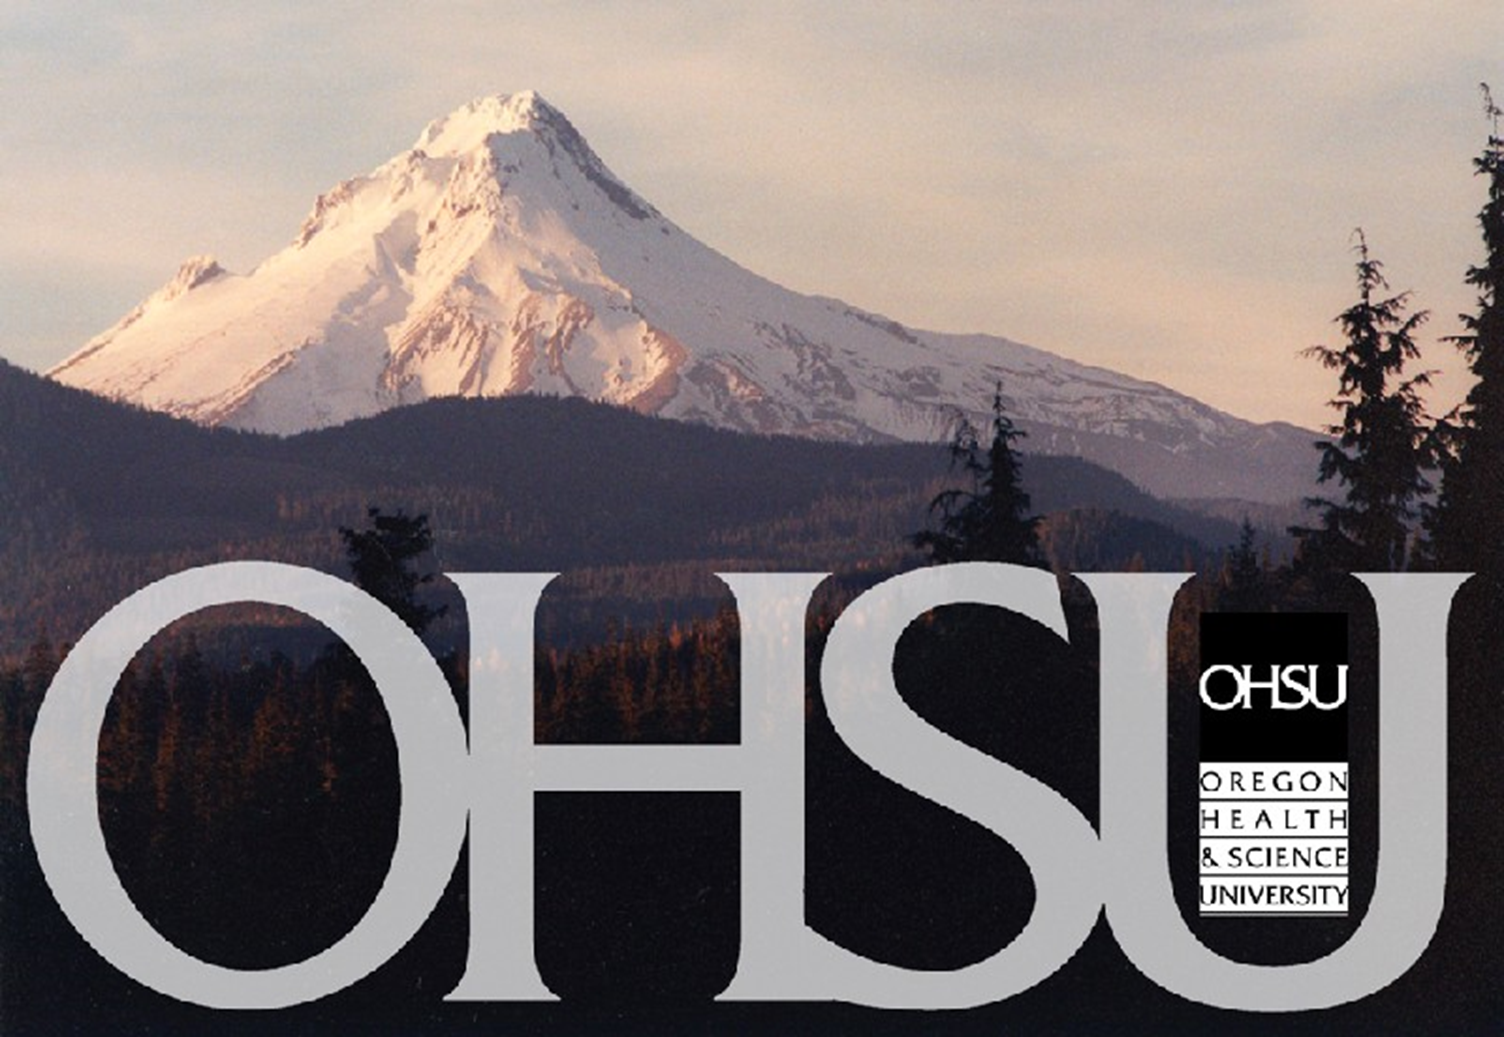 OHSU
OHSU
OREGON
HEALTH
& SCIENCE
UNIVERSITY